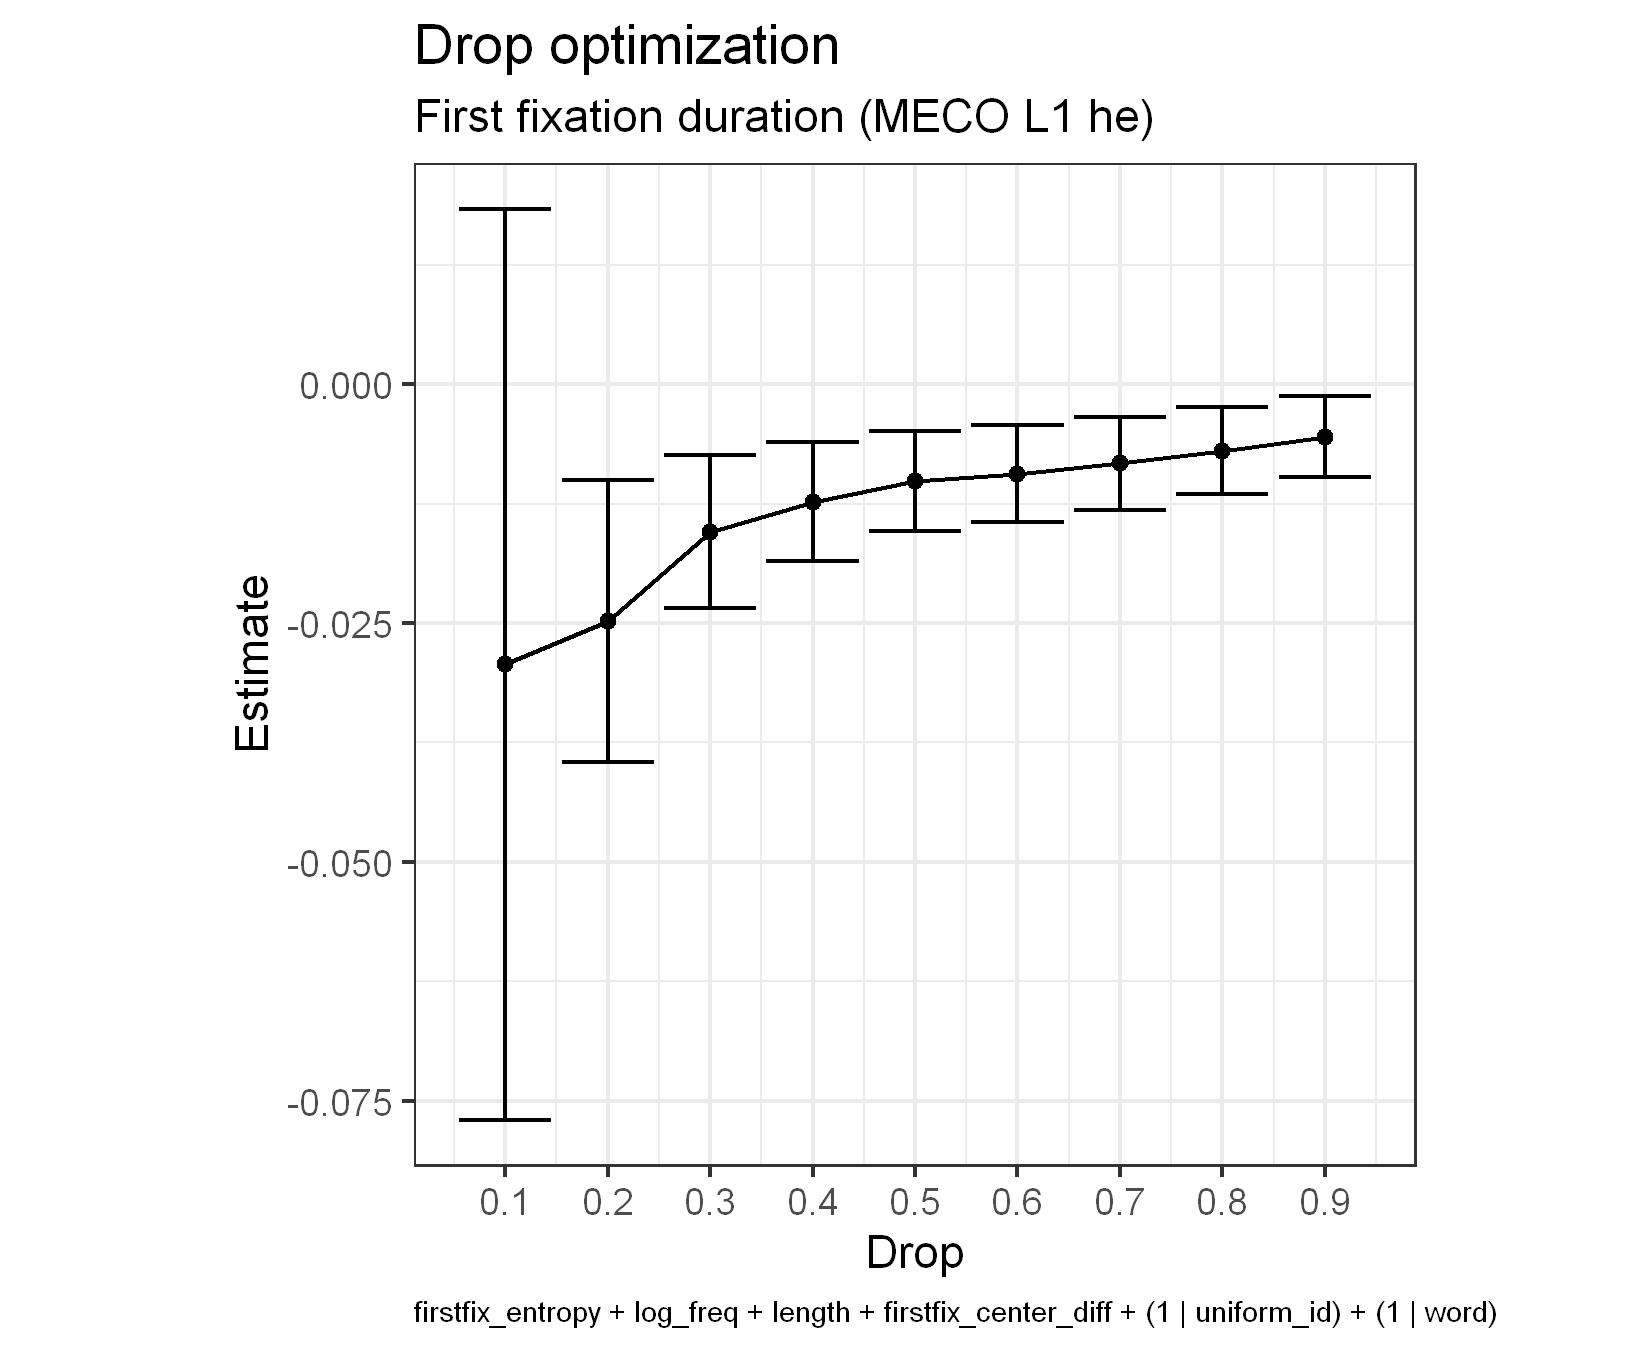 Drop optimization
First fixation duration (MECO L1 he)
0.000
-0.025
-0.050
-0.075
Estimate
0.1 0.2 0.3 0.4 0.5 0.6 0.7 0.8 0.9
Drop
firstfix_entropy + log_freq + length + firstfix_center_diff + (1 | uniform_id) + (1 | word)